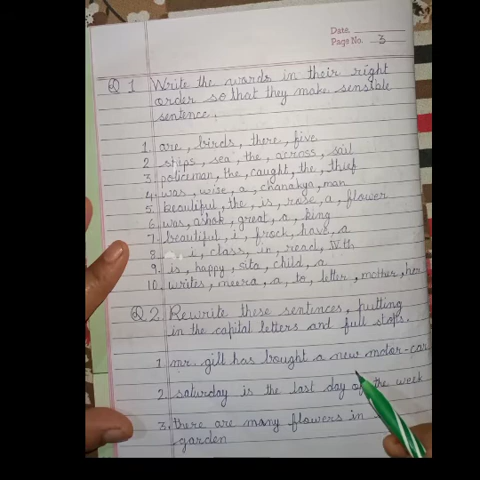 Date
Page No. 3
Q 1 Write the words in their right
order so that they make sensible
sentence.
1. are, birds, there, five
2 ships, sea, the, across, sail
3. policeman, the, caught, the, thief
4. was, wise, a, chanakya, man
5. beautiful, the, is, rose, a, flower
6. was, ashok, great, a, king
7. beautiful, i, frock, have, a
8. i, class, in, read, IVth
9. is, happy, sita, child, a
10. writes, meera, a, to, letter, mother, her
Q 2 Rewrite these sentences, putting
in the capital letters and full stops.
1 mr. gill has bought a new motor-car
2. saturday is the last day of the week
3. there are many flowers in
garden